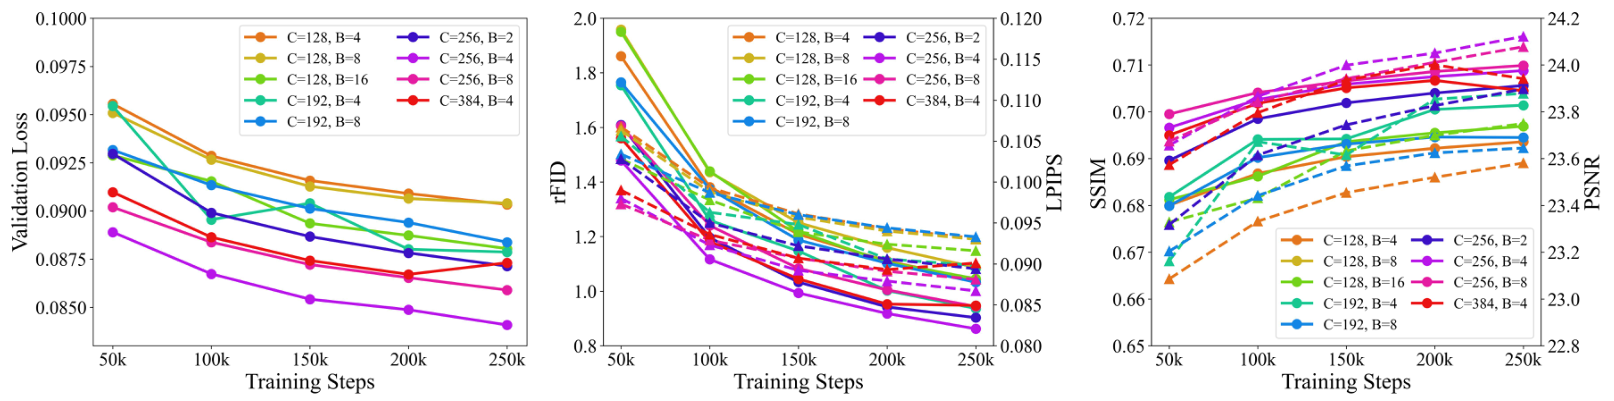 0.1000
0.0975
0.0950
0.0925
0.0900
0.0875
0.0850
Validation Loss
C=128, B=4
C=128, B=8
C=128, B=16
C=192, B=4
C=192, B=8
C=256, B=2
C=256, B=4
C=256, B=8
C=384, B=4
50k 100k 150k 200k 250k
Training Steps
2.0
1.8
1.6
1.4
1.2
1.0
0.8
rFID
C=128, B=4
C=128, B=8
C=128, B=16
C=192, B=4
C=192, B=8
C=256, B=2
C=256, B=4
C=256, B=8
C=384, B=4
0.120
0.115
0.110
0.105
0.100
0.095
0.090
0.085
0.080
LPIPS
50k 100k 150k 200k 250k
Training Steps
0.72
0.71
0.70
0.69
0.68
0.67
0.66
0.65
SSIM
C=128, B=4
C=128, B=8
C=128, B=16
C=192, B=4
C=192, B=8
C=256, B=2
C=256, B=4
C=256, B=8
C=384, B=4
24.2
24.0
23.8
23.6
23.4
23.2
23.0
22.8
PSNR
50k 100k 150k 200k 250k
Training Steps